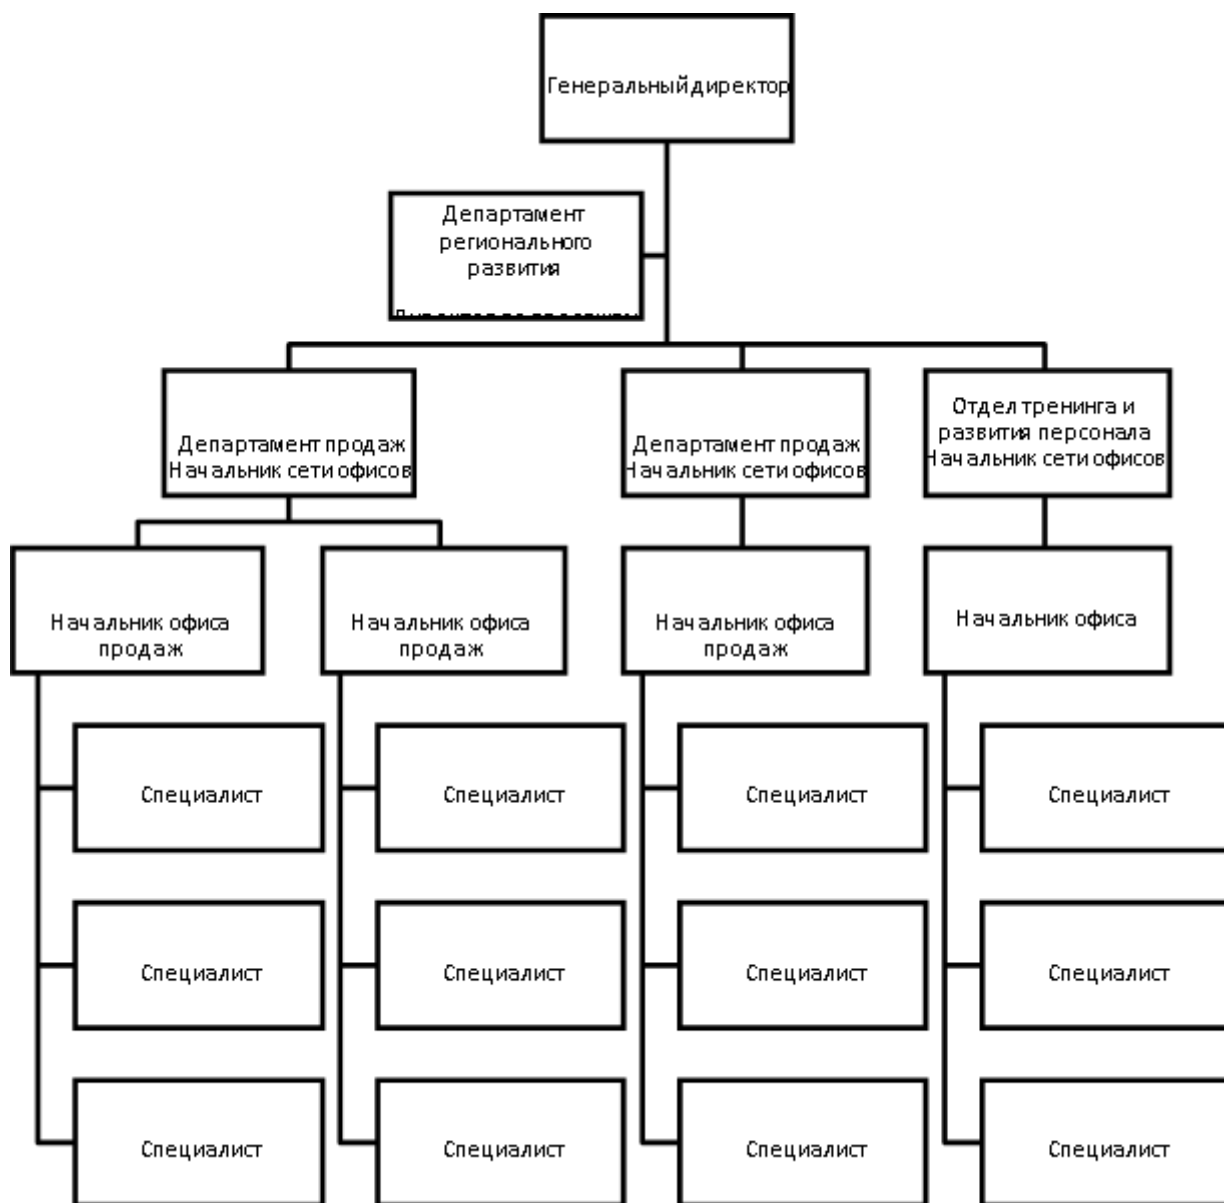 Генеральный директор
Департамент
регионального
развития
Департамент продаж
Начальник сети офисов
Департамент продаж
Начальник сети офисов
Отдел тренинга и
развития персонала
Начальник сети офисов
Начальник офиса
продаж
Начальник офиса
продаж
Начальник офиса
продаж
Начальник офиса
Специалист
Специалист
Специалист
Специалист
Специалист
Специалист
Специалист
Специалист
Специалист
Специалист
Специалист
Специалист